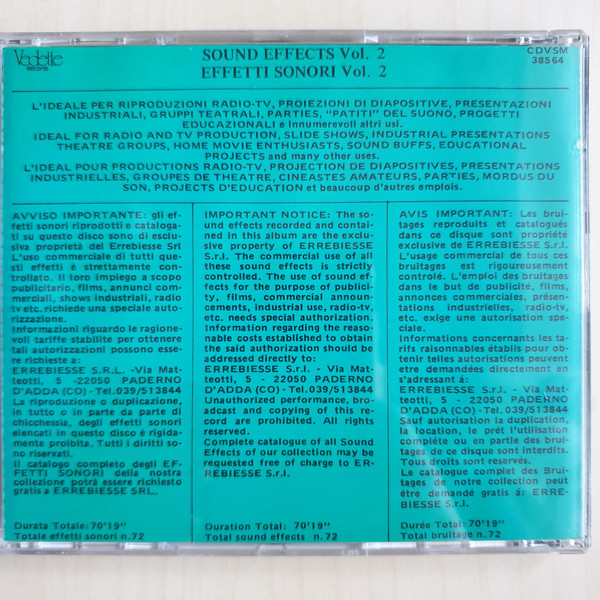 Vedette
RECORDS
SOUND EFFECTS Vol. 2
EFFETTI SONORI Vol. 2
CDVSM
38564
L'IDEALE PER RIPRODUZIONI RADIO-TV, PROIEZIONI DI DIAPOSITIVE, PRESENTAZIONI
INDUSTRIALI, GRUPPI TEATRALI, PARTIES, "PATITI" DEL SUONO, PROGETTI
EDUCAZIONALI e innumerevoli altri usi.
IDEAL FOR RADIO AND TV PRODUCTION, SLIDE SHOWS, INDUSTRIAL PRESENTATIONS
THEATRE GROUPS, HOME MOVIE ENTHUSIASTS, SOUND BUFFS, EDUCATIONAL
PROJECTS and many other uses.
L'IDEAL POUR PRODUCTIONS RADIO-TV, PROJECTION DE DIAPOSITIVES, PRESENTATIONS
INDUSTRIELLES, GROUPES DE THEATRE, CINEASTES AMATEURS, PARTIES, MORDUS DU
SON, PROJECTS D'EDUCATION et beaucoup d'autres emplois.
AVVISO IMPORTANTE: gli ef-
fetti sonori riprodotti e cataloga-
ti su questo disco sono di esclu-
siva proprietà del Errebiesse Srl
L'uso commerciale di tutti ques-
ti effetti è strettamente con-
trollato. Il loro impiego a scopo
publicitario, films, annunci com-
merciali, shows industriali, radio
tv etc. richiede una speciale auto-
rizzazione.
Informazioni riguardo le ragione-
voli tariffe stabilite per ottenere
tali autorizzazioni possono esse-
re richieste a:
ERREBIESSE S.R.L. -Via Mat-
teotti, 5 -22050 PADERNO
D'ADDA (CO) - Tel. 039/513844
La riproduzione o duplicazione,
in tutto o in parte da parte di
chicchessia, degli effetti sonori
elencati in questo disco è rigida-
mente proibita. Tutti i diritti so-
no riservati.
Il catalogo completo degli EF-
FETTI SONORI della nostra
collezione potrà essere richiesto
gratis a ERREBIESSE SRL.
Durata Totale: 70'19"
Totale effetti sonori n. 72
IMPORTANT NOTICE: The so-
und effects recorded and contai-
ned in this album are the exclu-
sive property of ERREBIESSE
S.r.l. The commercial use of all
these sound effects is strictly
controlled. The use of sound ef-
fects for the purpose of publici-
ty, films, commercial announ-
cements, industrial use, radio-tv,
etc. needs special authorization.
Information regarding the reaso-
nable costs established to obtain
the said authorization should be
addressed directly to:
ERREBIESSE S.r.l. - Via Mat-
teotti, 5 - 22050 PADERNO
D'ADDA (CO) - Tel. 039/513844
Unauthorized performance, bro-
adcast and copying of this re-
cord are prohibited. All rights
reserved.
Complete catalogue of all Sound
Effects of our collection may be
requested free of charge to ER-
REBIESSE S.r.l.
Duration Total: 70'19"
Total sound effects n. 72
AVIS IMPORTANT: Les brui-
tages reproduits et catalogués
dans ce disque sont propriété
exclusive de ERREBIESSE S.r.l.
L'usage commercial de tous ces
bruitages est rigoureusement
controlé. L'emploi des bruitages
dans le but de publicité, films,
annonces commerciales, présen-
tations industrielles, radio-tv,
etc. exige une autorisation spé-
ciale.
Informations concernants les ta-
rifs raisonnables établis pour ob-
tenir telles autorisations peuvent
etre demandées directement en
s'adressant à:
ERREBIESSE S.r.l. - Via Mat-
teotti, 5 - 22050 PADERNO
D'ADDA (CO) - Tel. 039/513844
Sauf autorisation la duplication,
la location, le prêt l'utilisation
compléte ou en partie des brui-
tages de ce disque sont interdits.
Tous droits sont reservés.
Le catalogue complet des Bruit-
tages de notre collection peut
étre demandé gratis á: ERRE-
BIESSE S.r.l.
Durée Total: 70'19"
Total bruitage n. 72